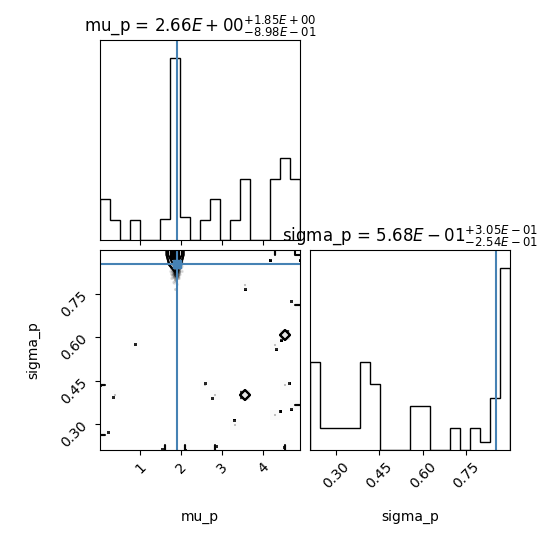 mu_p = 2.66E + 00 +1.85E+00 −8.98E−01
sigma_p = 5.68E − 01 +3.05E−01 −2.54E−01
sigma_p
0.75
0.60
0.45
0.30
1 2 3 4
mu_p
0.30 0.45 0.60 0.75
sigma_p